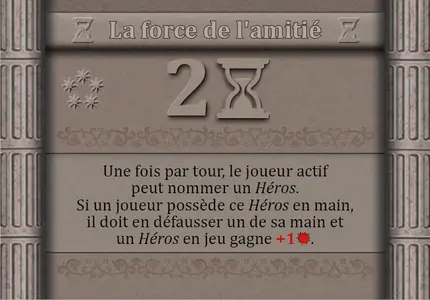 La force de l'amitié
2
Une fois par tour, le joueur actif
peut nommer un Héros.
Si un joueur possède ce Héros en main,
il doit en défausser un de sa main et
un Héros en jeu gagne +1.